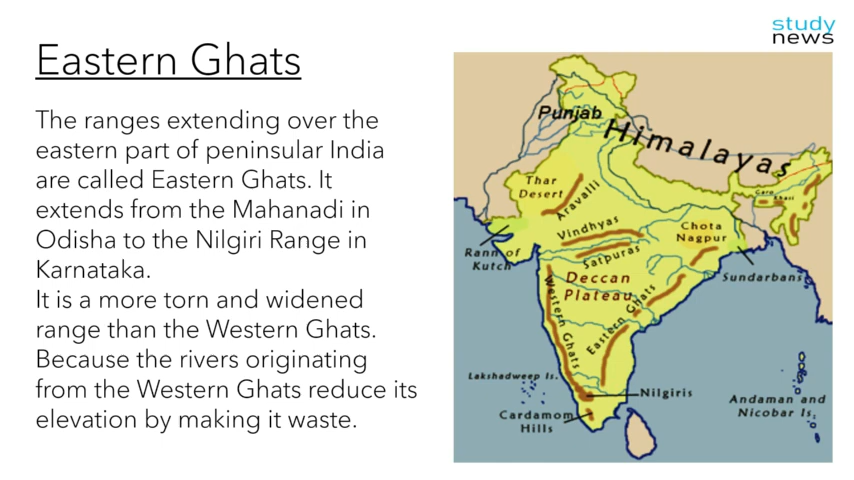 study
news
Eastern Ghats
The ranges extending over the
eastern part of peninsular India
are called Eastern Ghats. It
extends from the Mahanadi in
Odisha to the Nilgiri Range in
Karnataka.
It is a more torn and widened
range than the Western Ghats.
Because the rivers originating
from the Western Ghats reduce its
elevation by making it waste.
Punjab
Himalayas
Thar
Desert
Aravalli
Garo
Khasi
Vindhyas
Chota
Nagpur
Satpuras
Rann of
Kutch
Sundarbans
Deccan
Plateau
Western Ghats
Eastern Ghats
Lakshadweep Is.
Nilgiris
Cardamom
Hills
Andaman and
Nicobar Is.